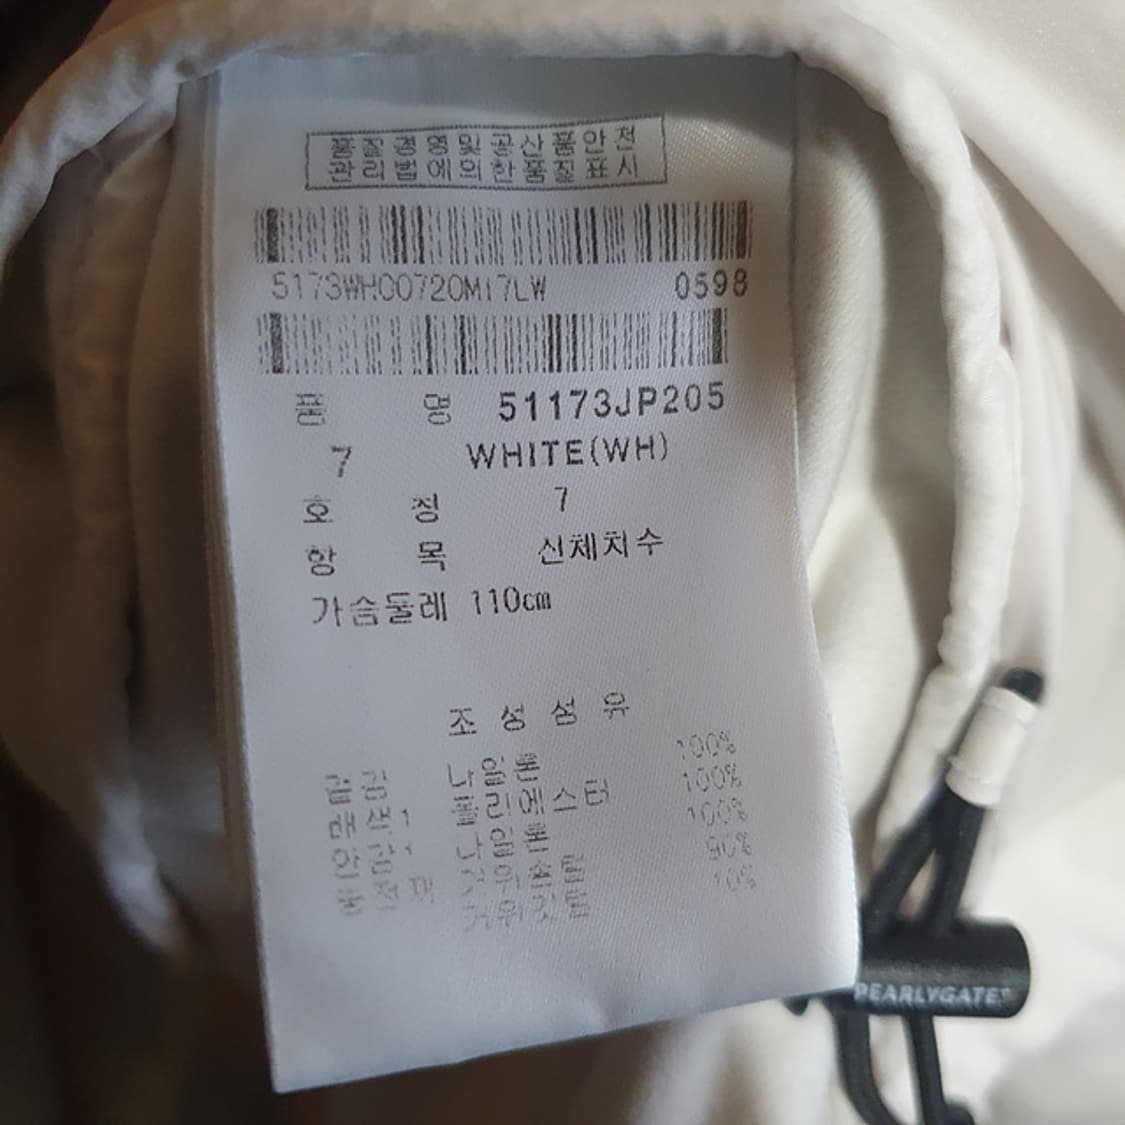 품질경영및공산품안전
관리법에의한품질표시
5173WH00720M17LW 0598
품 명 51173JP205
7 WHITE(WH)
호 칭 7
항 목 신체치수
가슴둘레 110cm
조 성 섬 유
겉감 나일론 100%
배색1 폴리에스터 100%
안감1 나일론 100%
충전재 거위솜털 90%
거위깃털 10%
PEARLYGATES